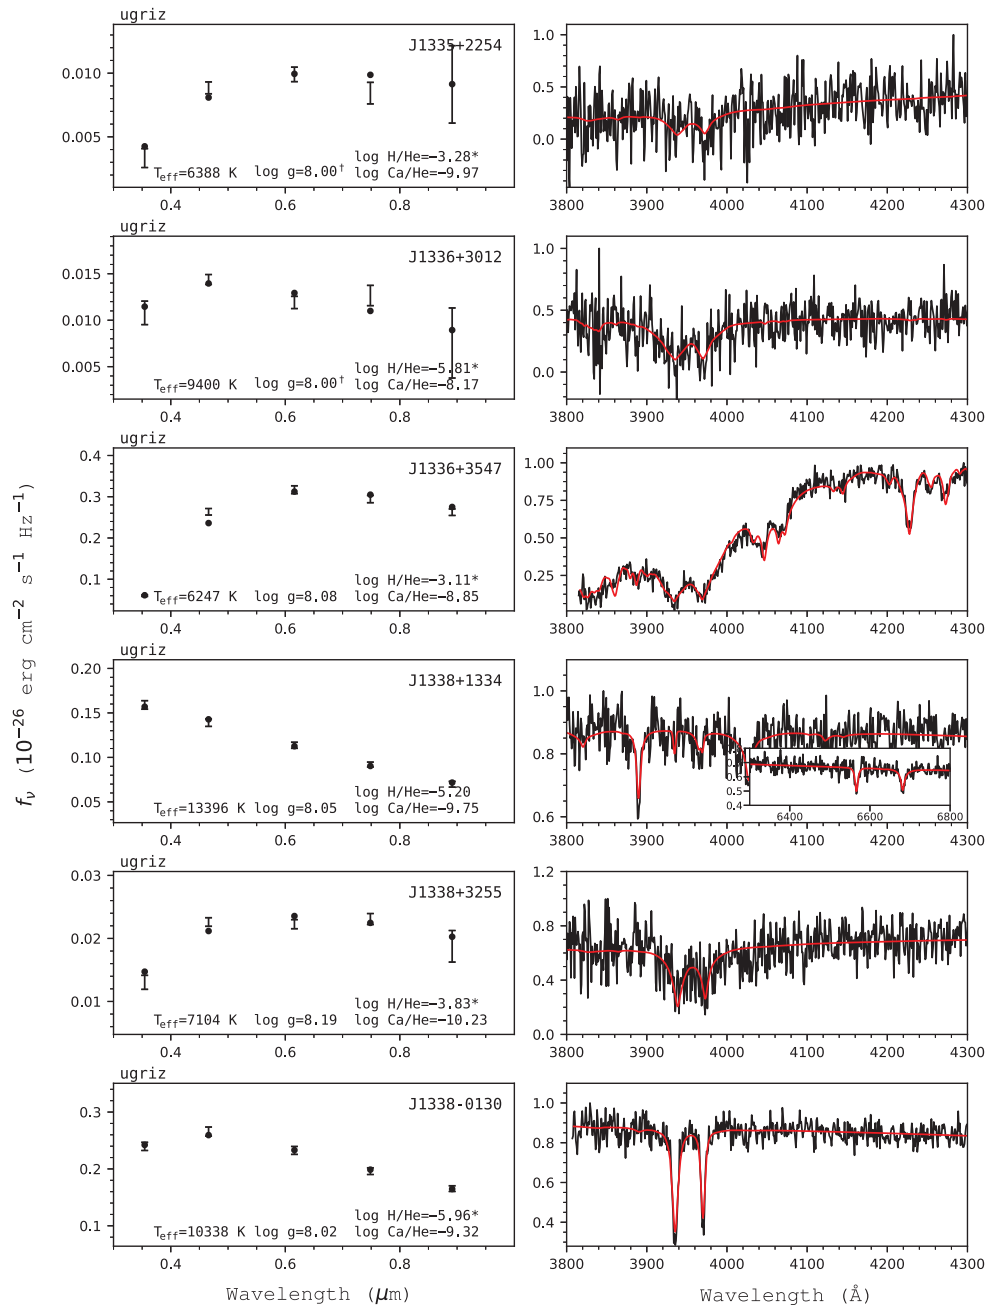 ugriz
J1335+2254
0.010
0.005
log H/He=−3.28*
T_eff=6388 K log g=8.00† log Ca/He=−9.97
0.4 0.6 0.8
1.0
0.5
0.0
3800 3900 4000 4100 4200 4300
ugriz
J1336+3012
0.015
0.010
0.005
log H/He=−5.81*
T_eff=9400 K log g=8.00† log Ca/He=−8.17
0.4 0.6 0.8
1.0
0.5
0.0
3800 3900 4000 4100 4200 4300
ugriz
J1336+3547
0.4
0.3
0.2
0.1
log H/He=−3.11*
T_eff=6247 K log g=8.08 log Ca/He=−8.85
0.4 0.6 0.8
1.00
0.75
0.50
0.25
3800 3900 4000 4100 4200 4300
ugriz
J1338+1334
0.20
0.15
0.10
0.05
log H/He=−5.20
T_eff=13396 K log g=8.05 log Ca/He=−9.75
0.4 0.6 0.8
1.0
0.8
0.6
0.6
0.5
0.4
6400 6600 6800
3800 3900 4000 4100 4200 4300
ugriz
J1338+3255
0.03
0.02
0.01
log H/He=−3.83*
T_eff=7104 K log g=8.19 log Ca/He=−10.23
0.4 0.6 0.8
1.2
0.8
0.4
0.0
3800 3900 4000 4100 4200 4300
ugriz
J1338-0130
0.3
0.2
0.1
log H/He=−5.96*
T_eff=10338 K log g=8.02 log Ca/He=−9.32
0.4 0.6 0.8
1.0
0.8
0.6
0.4
3800 3900 4000 4100 4200 4300
f_ν (10⁻²⁶ erg cm⁻² s⁻¹ Hz⁻¹)
Wavelength (μm)
Wavelength (Å)